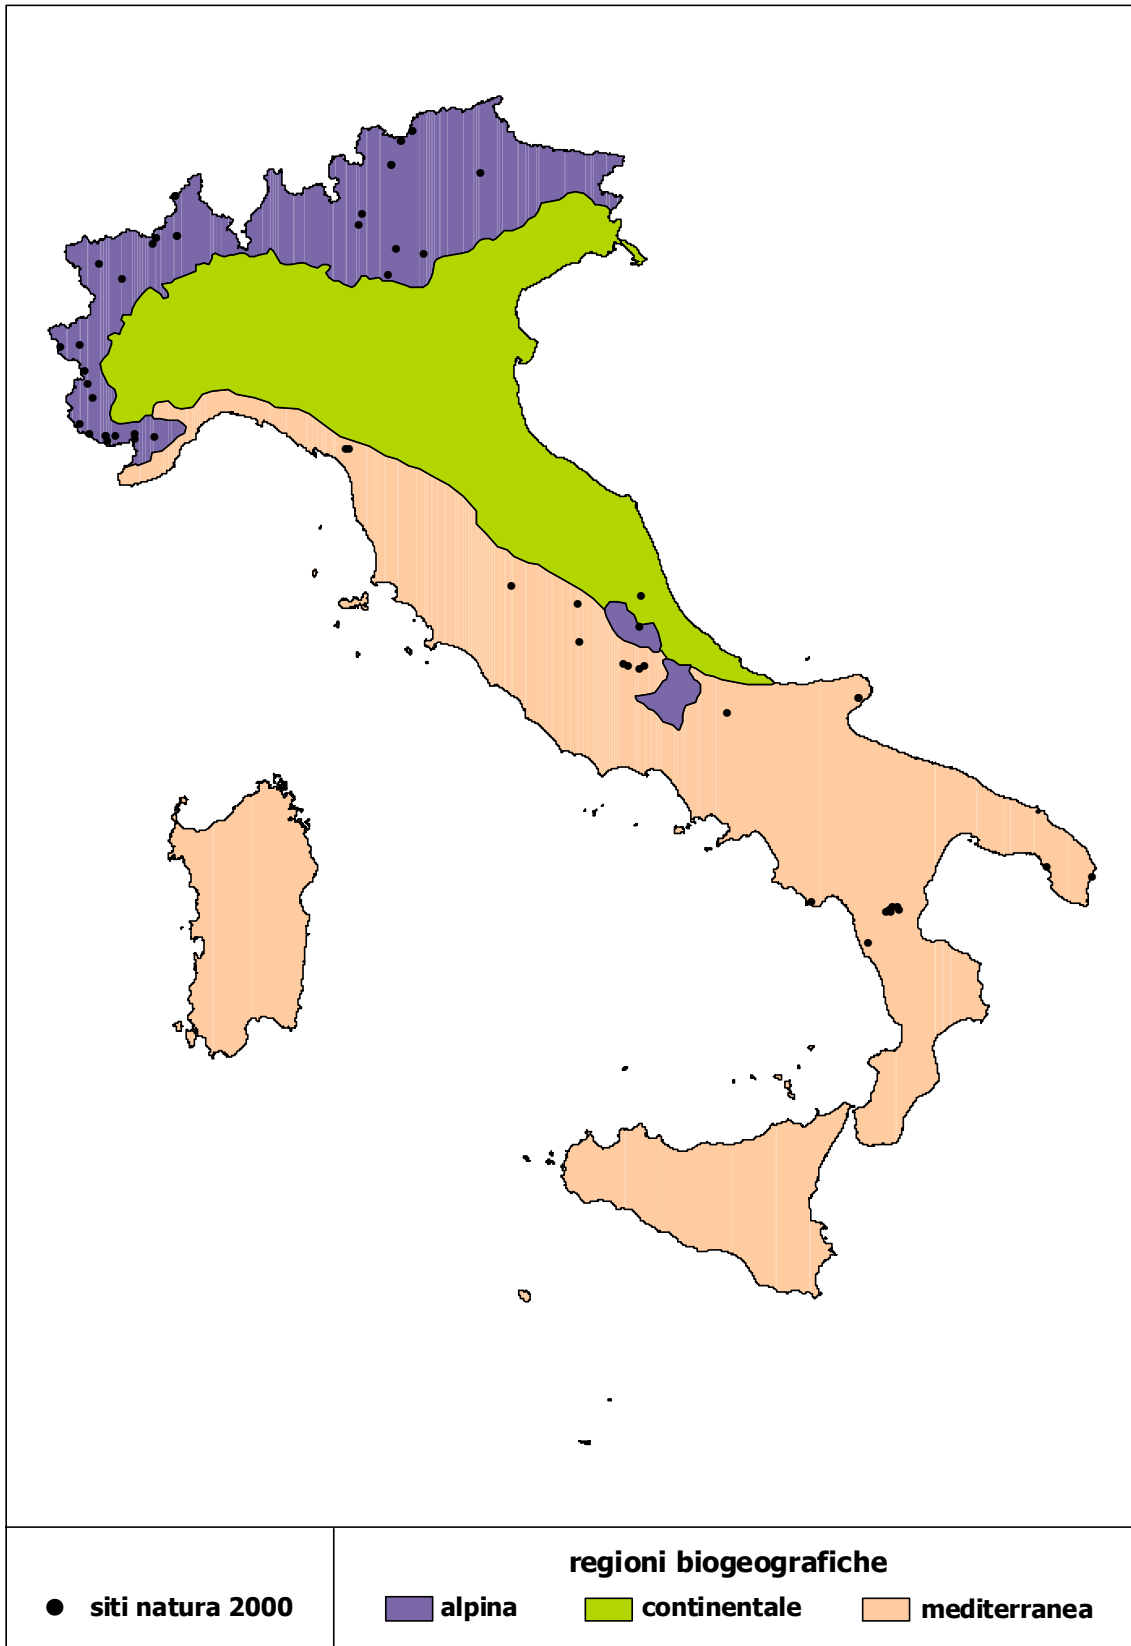 regioni biogeografiche
siti natura 2000
alpina
continentale
mediterranea